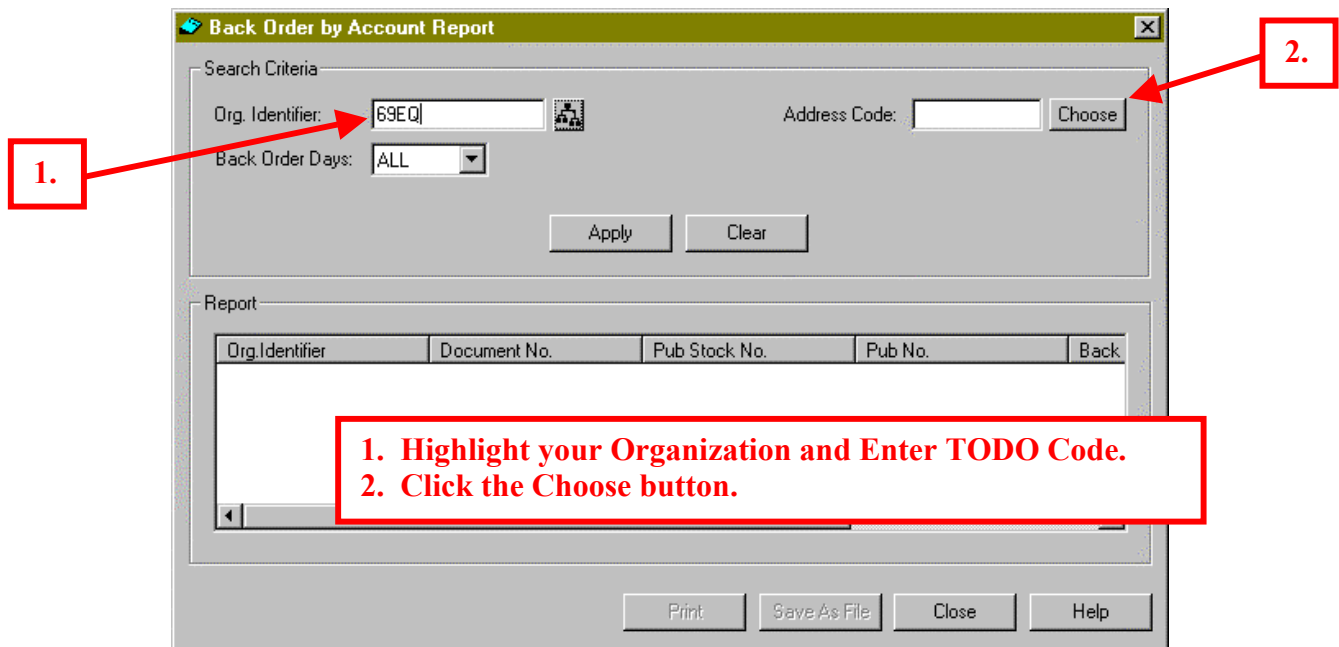 Back Order by Account Report
2.
Search Criteria
Org. Identifier: 69EQ Address Code: Choose
1.
Back Order Days: ALL
Apply Clear
Report
Org.Identifier Document No. Pub Stock No. Pub No. Back
1. Highlight your Organization and Enter TODO Code.
2. Click the Choose button.
Print Save As File Close Help